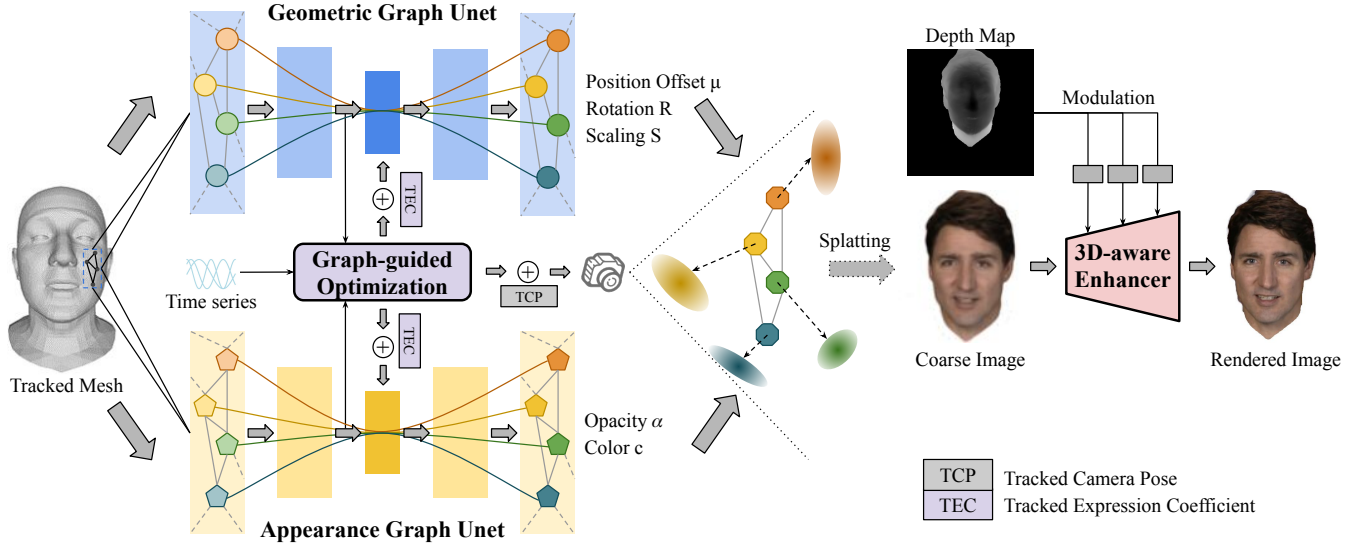 Geometric Graph Unet
Position Offset μ
Rotation R
Scaling S
TEC
Tracked Mesh
Time series
Graph-guided
Optimization
TCP
TEC
Opacity α
Color c
Appearance Graph Unet
Splatting
Depth Map
Modulation
Coarse Image
3D-aware
Enhancer
Rendered Image
TCP Tracked Camera Pose
TEC Tracked Expression Coefficient